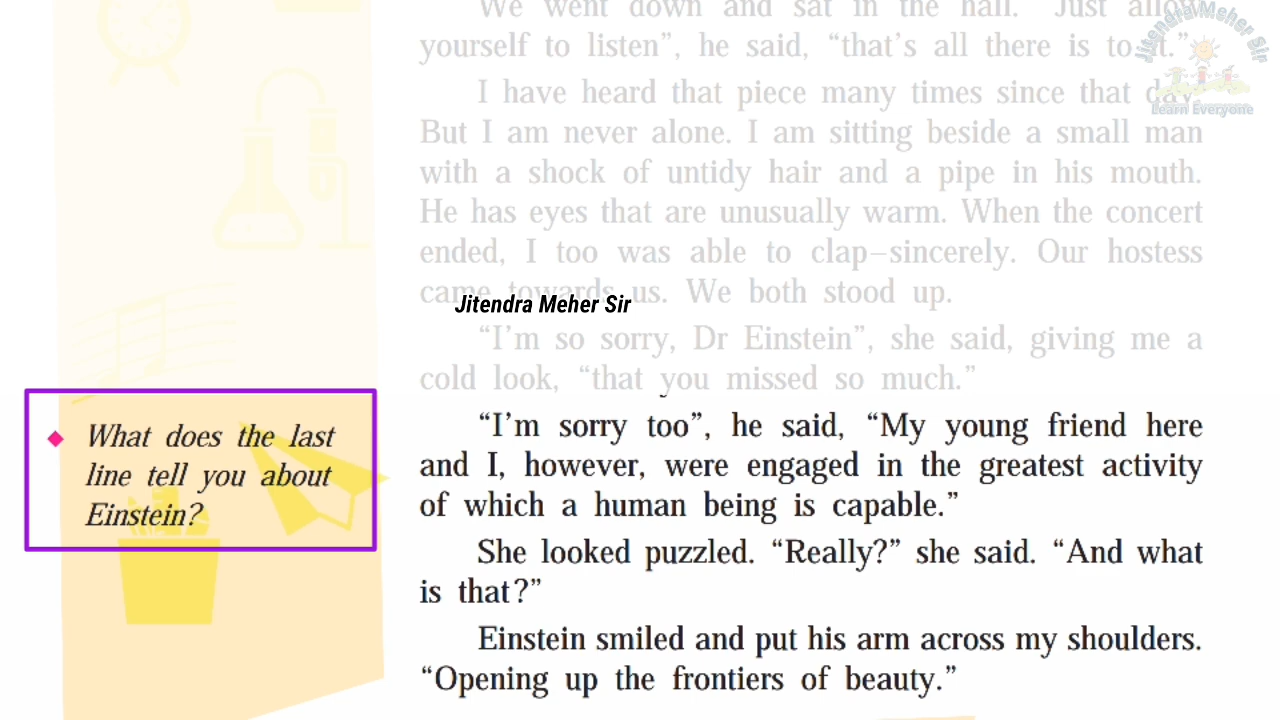 We went down and sat in the hall. "Just allow
yourself to listen", he said, "that's all there is to it."
I have heard that piece many times since that day.
But I am never alone. I am sitting beside a small man
with a shock of untidy hair and a pipe in his mouth.
He has eyes that are unusually warm. When the concert
ended, I too was able to clap–sincerely. Our hostess
came towards us. We both stood up.
Jitendra Meher Sir
"I'm so sorry, Dr Einstein", she said, giving me a
cold look, "that you missed so much."
"I'm sorry too", he said, "My young friend here
and I, however, were engaged in the greatest activity
of which a human being is capable."
She looked puzzled. "Really?" she said. "And what
is that?"
Einstein smiled and put his arm across my shoulders.
"Opening up the frontiers of beauty."
What does the last
line tell you about
Einstein?
Jitendra Meher Sir
Learn Everyone